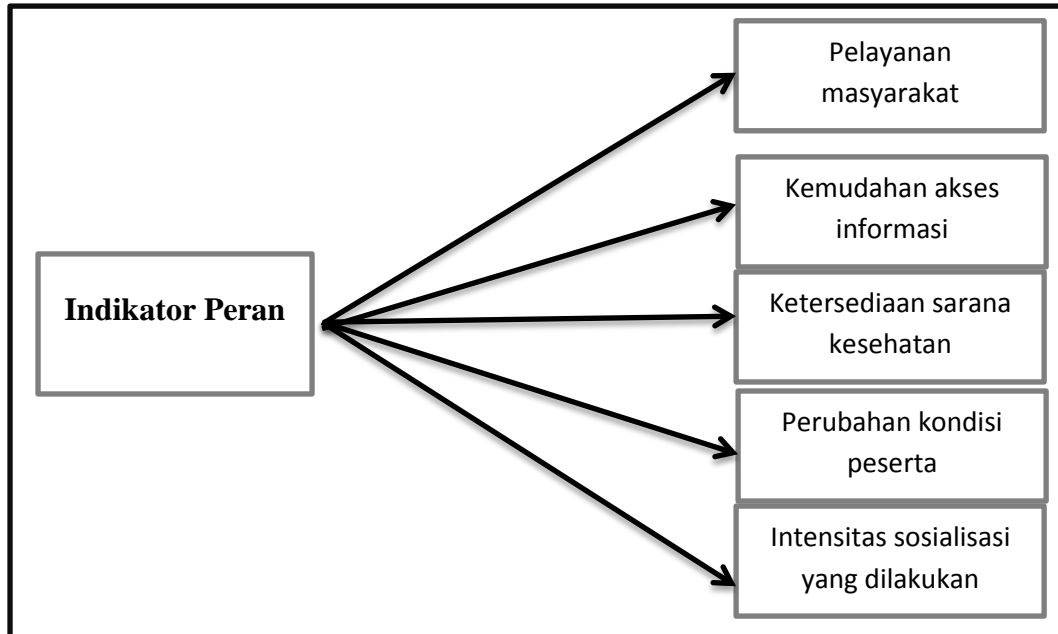 Indikator Peran
Pelayanan
masyarakat
Kemudahan akses
informasi
Ketersediaan sarana
kesehatan
Perubahan kondisi
peserta
Intensitas sosialisasi
yang dilakukan